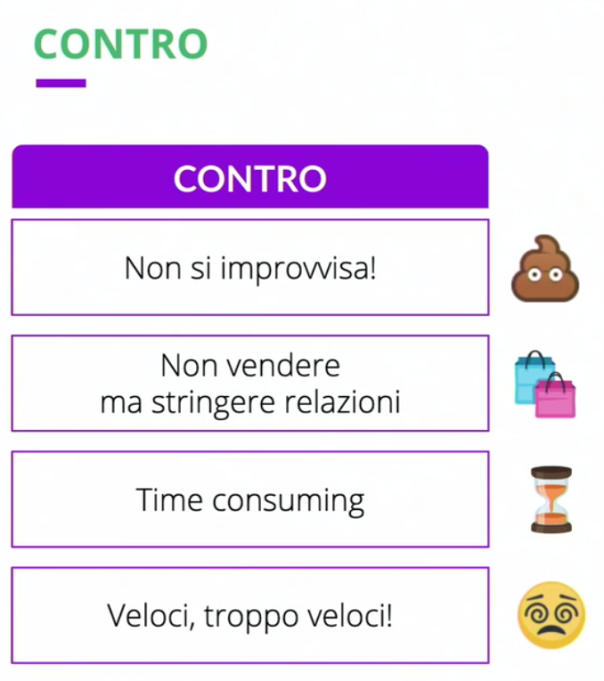 CONTRO
CONTRO
Non si improvvisa!
Non vendere
ma stringere relazioni
Time consuming
Veloci, troppo veloci!